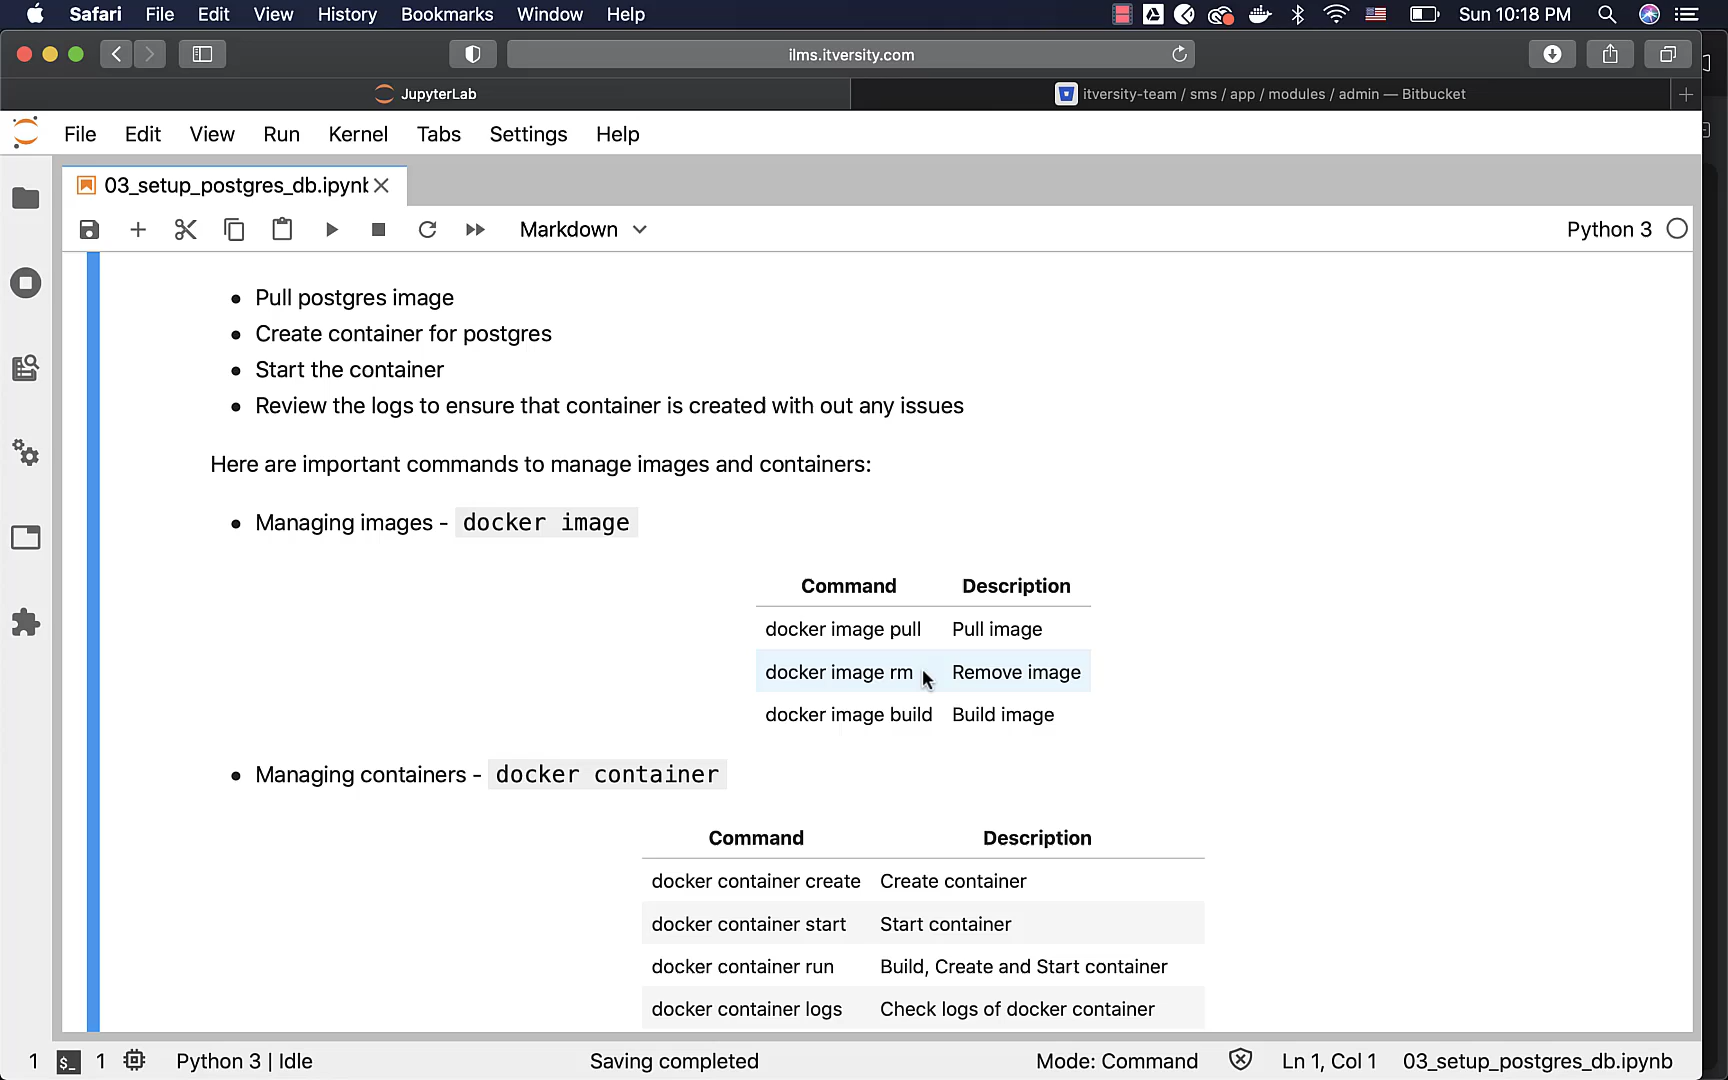 Safari File Edit View History Bookmarks Window Help Sun 10:18 PM
ilms.itversity.com
JupyterLab itversity-team / sms / app / modules / admin — Bitbucket
File Edit View Run Kernel Tabs Settings Help
03_setup_postgres_db.ipynb
Markdown Python 3
Pull postgres image
Create container for postgres
Start the container
Review the logs to ensure that container is created with out any issues
Here are important commands to manage images and containers:
Managing images - docker image
Command Description
docker image pull Pull image
docker image rm Remove image
docker image build Build image
Managing containers - docker container
Command Description
docker container create Create container
docker container start Start container
docker container run Build, Create and Start container
docker container logs Check logs of docker container
1 $_ 1 Python 3 | Idle Saving completed Mode: Command Ln 1, Col 1 03_setup_postgres_db.ipynb